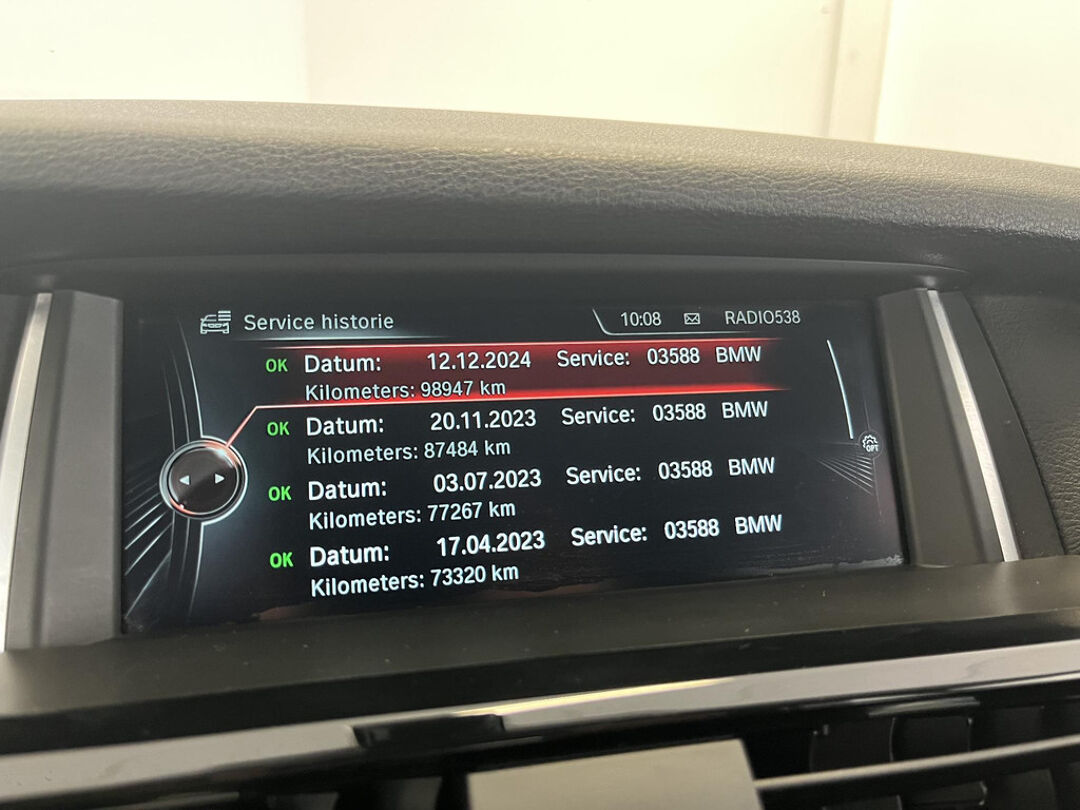 Service historie 10:08 RADIO538
OK Datum: 12.12.2024 Service: 03588 BMW
Kilometers: 98947 km
OK Datum: 20.11.2023 Service: 03588 BMW
Kilometers: 87484 km
OK Datum: 03.07.2023 Service: 03588 BMW
Kilometers: 77267 km
OK Datum: 17.04.2023 Service: 03588 BMW
Kilometers: 73320 km
OPT